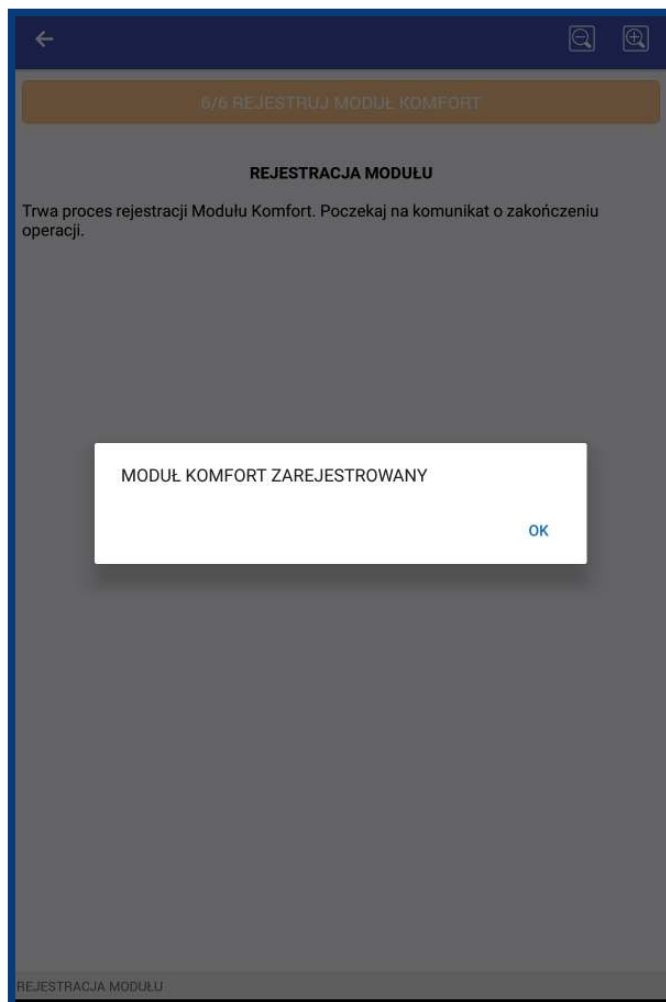 6/6 REJESTRUJ MODUŁ KOMFORT
REJESTRACJA MODUŁU
Trwa proces rejestracji Modułu Komfort. Poczekaj na komunikat o zakończeniu
operacji.
MODUŁ KOMFORT ZAREJESTROWANY
OK
REJESTRACJA MODUŁU